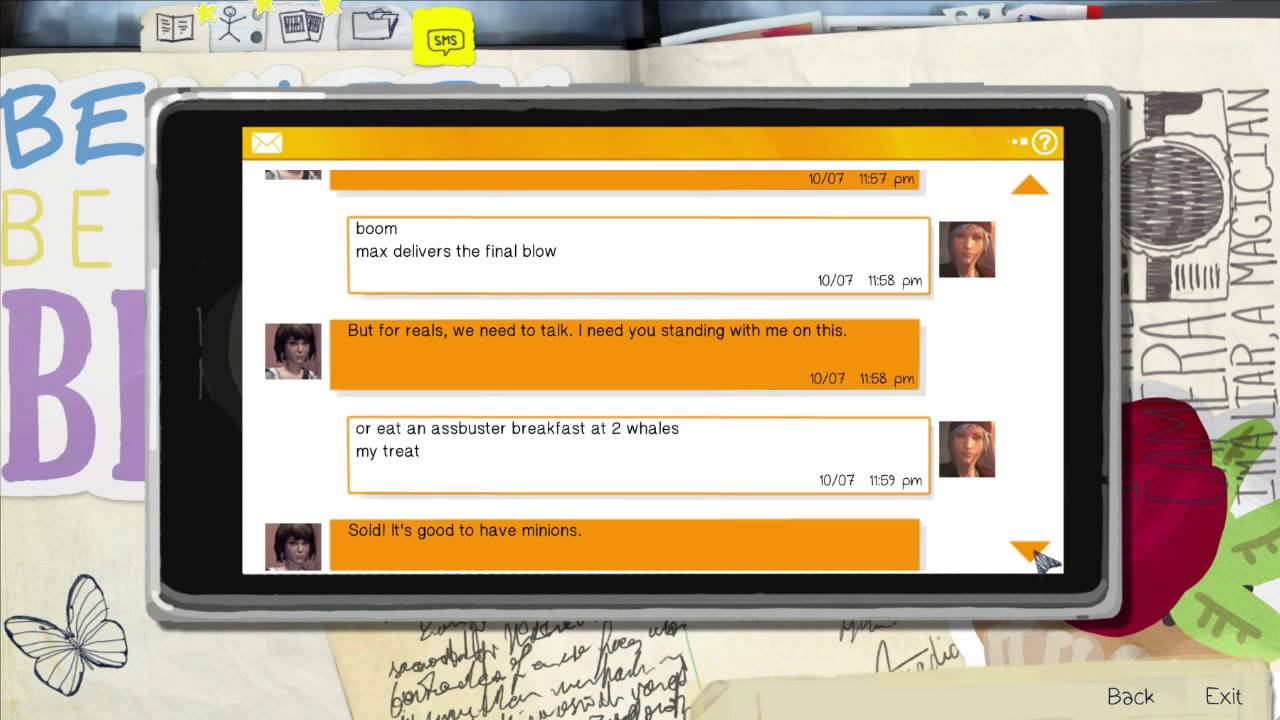 SMS
BE
BE
10/07 11:57 pm
boom
max delivers the final blow
10/07 11:58 pm
But for reals, we need to talk. I need you standing with me on this.
10/07 11:58 pm
or eat an assbuster breakfast at 2 whales
my treat
10/07 11:59 pm
Sold! It's good to have minions.
CAMERA
IM A LIAR, A MAGICIAN
Back
Exit